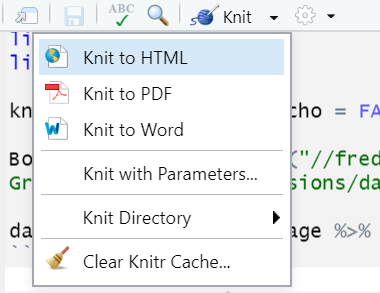 ABC
Knit
li
li
Knit to HTML
kn
cho = FA
Knit to PDF
Knit to Word
Bo
("//fred
Knit with Parameters...
Gr
sions/da
Knit Directory
da
age %>%
``
Clear Knitr Cache...